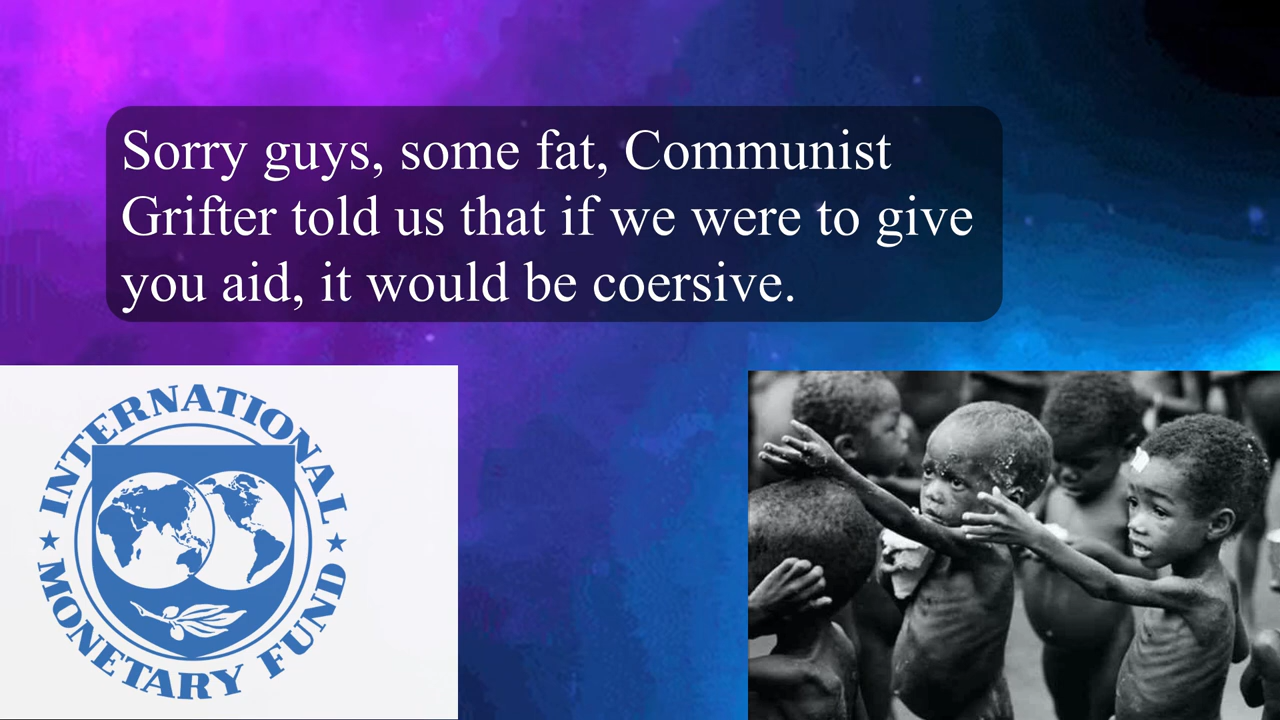 Sorry guys, some fat, Communist
Grifter told us that if we were to give
you aid, it would be coersive.
INTERNATIONAL
MONETARY FUND